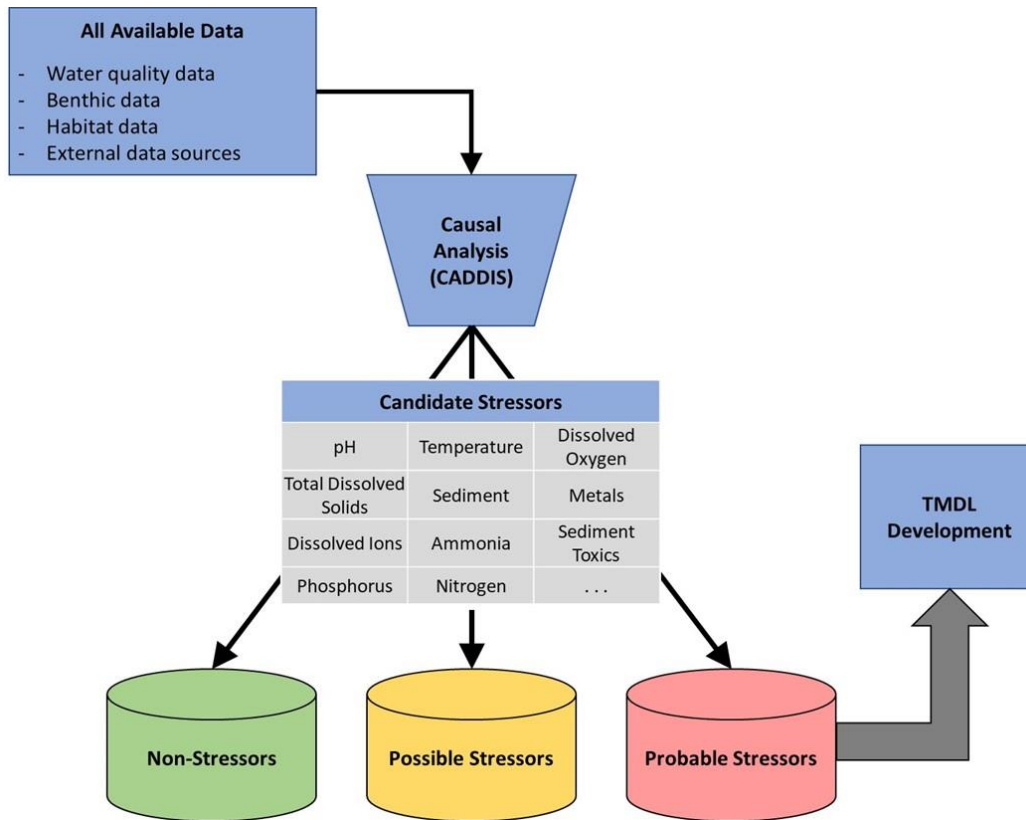 All Available Data
- Water quality data
- Benthic data
- Habitat data
- External data sources
Causal
Analysis
(CADDIS)
Candidate Stressors
pH
Temperature
Dissolved
Oxygen
Total Dissolved
Solids
Sediment
Metals
Dissolved Ions
Ammonia
Sediment
Toxics
Phosphorus
Nitrogen
. . .
TMDL
Development
Non-Stressors
Possible Stressors
Probable Stressors